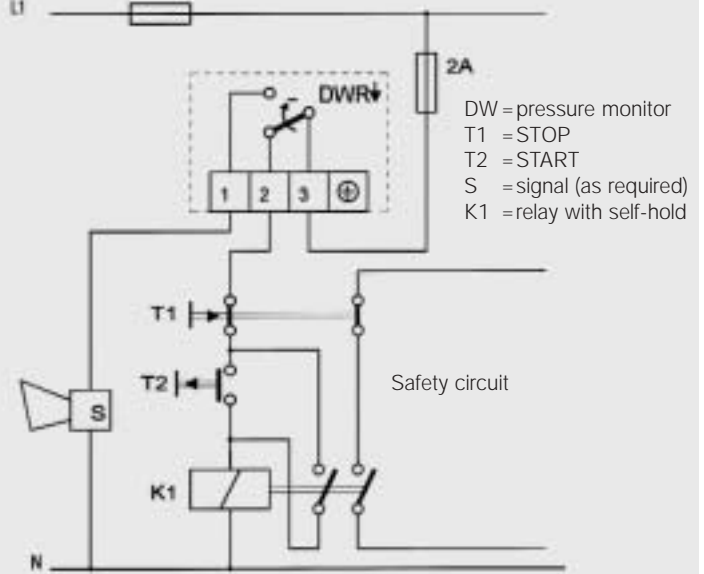 L1
2A
DWR↓
DW = pressure monitor
T1 = STOP
T2 = START
S = signal (as required)
K1 = relay with self-hold
1 2 3
T1
T2
Safety circuit
S
K1
N